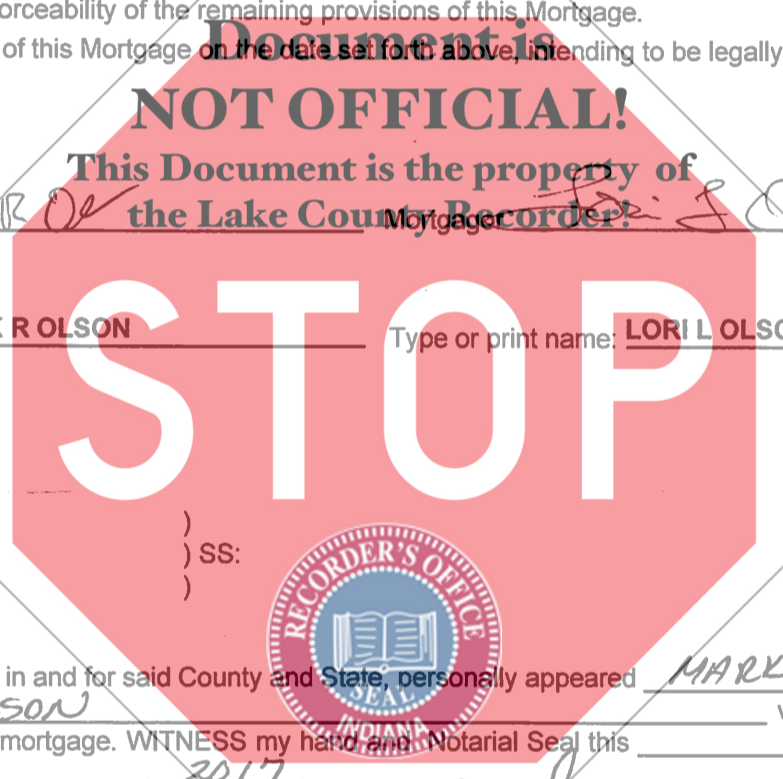 orceability of the remaining provisions of this Mortgage.
of this Mortgage on the date set forth above, intending to be legally
Document is
NOT OFFICIAL!
This Document is the property of
the Lake County Recorder!
R
Mortgagor
Lori L
R OLSON
Type or print name: LORI L OLSO
STOP
)
) SS:
)
RECORDER'S OFFICE
SEAL
INDIANA
in and for said County and State, personally appeared MARK
SON
mortgage. WITNESS my hand and Notarial Seal this
2017